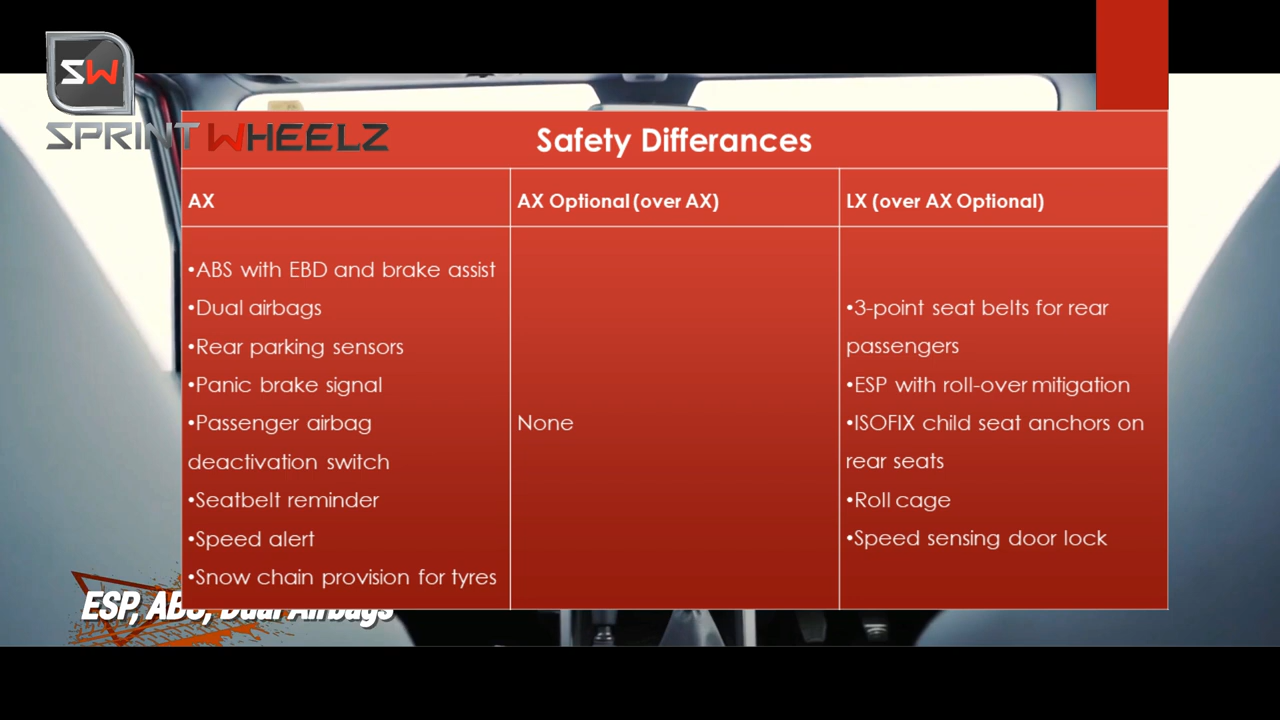 SW
SPRINT WHEELZ
Safety Differances
AX
AX Optional (over AX)
LX (over AX Optional)
•ABS with EBD and brake assist
•Dual airbags
•Rear parking sensors
•Panic brake signal
•Passenger airbag
deactivation switch
•Seatbelt reminder
•Speed alert
•Snow chain provision for tyres
None
•3-point seat belts for rear
passengers
•ESP with roll-over mitigation
•ISOFIX child seat anchors on
rear seats
•Roll cage
•Speed sensing door lock
ESP, ABS, Dual Airbags